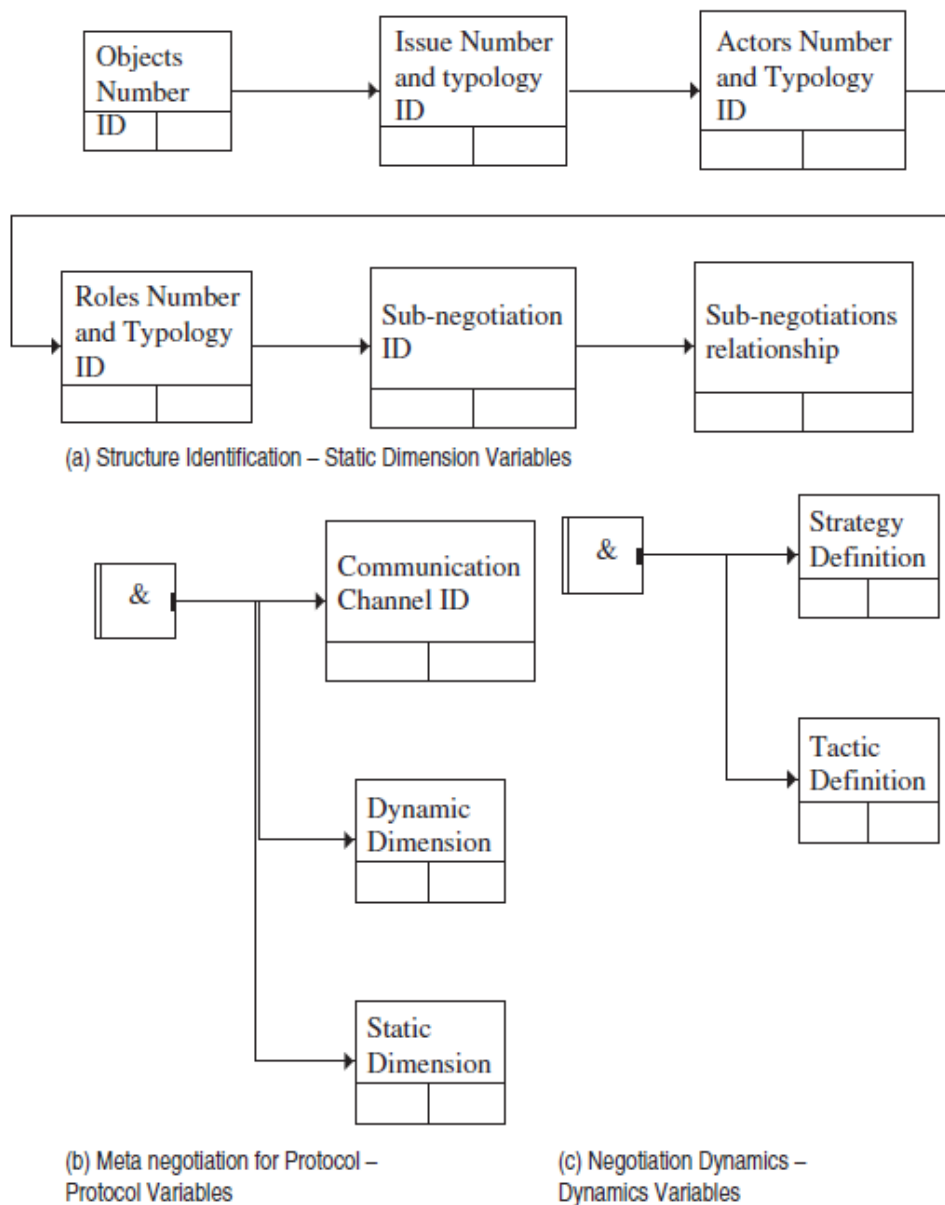 Objects
Number
ID
Issue Number
and typology
ID
Actors Number
and Typology
ID
Roles Number
and Typology
ID
Sub-negotiation
ID
Sub-negotiations
relationship
(a) Structure Identification – Static Dimension Variables
&
Communication
Channel ID
Dynamic
Dimension
Static
Dimension
(b) Meta negotiation for Protocol –
Protocol Variables
&
Strategy
Definition
Tactic
Definition
(c) Negotiation Dynamics –
Dynamics Variables